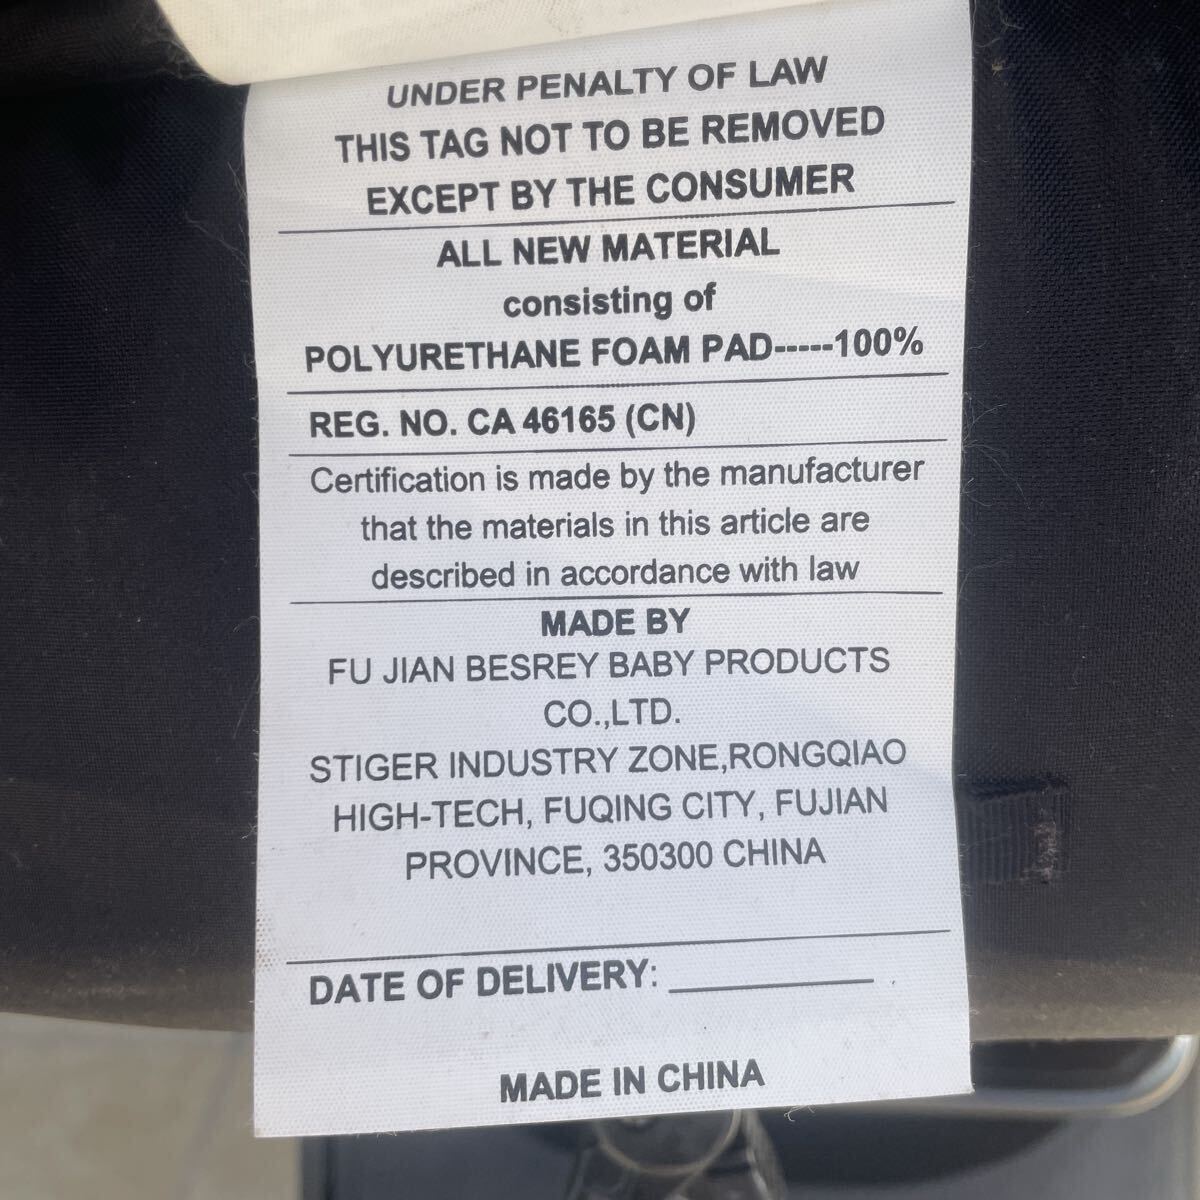 UNDER PENALTY OF LAW
THIS TAG NOT TO BE REMOVED
EXCEPT BY THE CONSUMER
ALL NEW MATERIAL
consisting of
POLYURETHANE FOAM PAD-----100%
REG. NO. CA 46165 (CN)
Certification is made by the manufacturer
that the materials in this article are
described in accordance with law
MADE BY
FU JIAN BESREY BABY PRODUCTS
CO.,LTD.
STIGER INDUSTRY ZONE,RONGQIAO
HIGH-TECH, FUQING CITY, FUJIAN
PROVINCE, 350300 CHINA
DATE OF DELIVERY: ___________
MADE IN CHINA